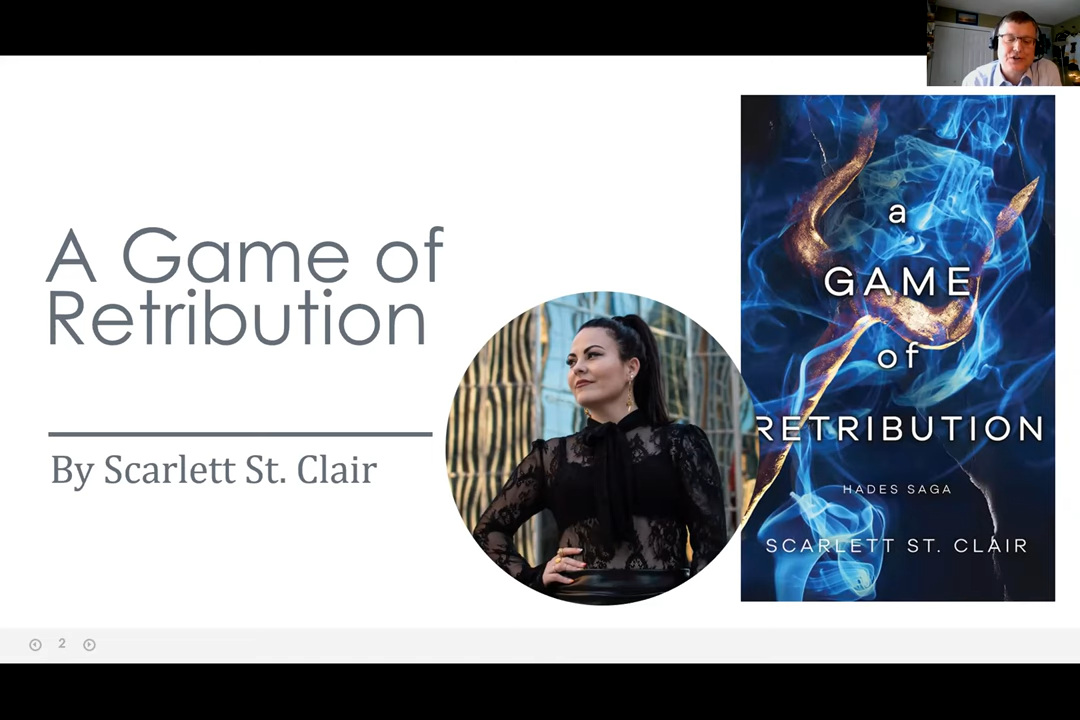 A Game of
Retribution
By Scarlett St. Clair
a
GAME
of
RETRIBUTION
HADES SAGA
SCARLETT ST. CLAIR
2